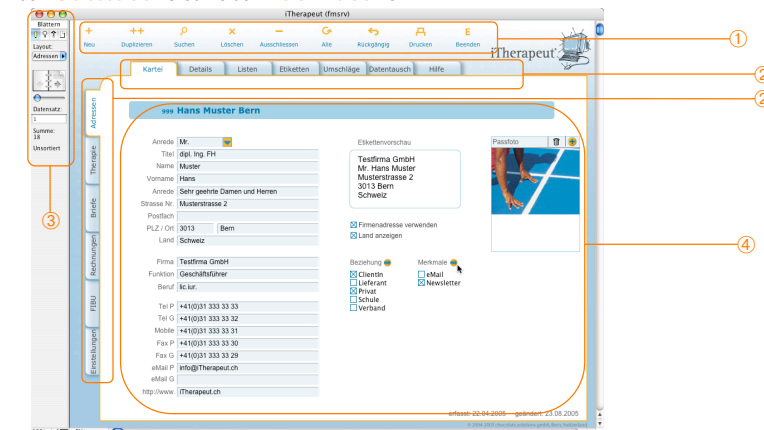 iTherapeut (fmsrv)
Blättern
Layout:
Adressen
Datensatz:
1
Summe:
18
Unsortiert
Neu Duplizieren Suchen Löschen Ausschliessen Alle Rückgängig Drucken Beenden
iTherapeut
1
Kartei Details Listen Etiketten Umschläge Datentausch Hilfe
2
2
Adressen
Therapie
Briefe
Rechnungen
FIBU
Einstellungen
3
4
999 Hans Muster Bern
Anrede Mr.
Titel dipl. Ing. FH
Name Muster
Vorname Hans
Anrede Sehr geehrte Damen und Herren
Strasse Nr. Musterstrasse 2
Postfach
PLZ / Ort 3013 Bern
Land Schweiz
Firma Testfirma GmbH
Funktion Geschäftsführer
Beruf lic.iur.
Tel P +41(0)31 333 33 33
Tel G +41(0)31 333 33 32
Mobile +41(0)31 333 33 31
Fax P +41(0)31 333 33 30
Fax G +41(0)31 333 33 29
eMail P info@iTherapeut.ch
eMail G
http://www. iTherapeut.ch
Etikettenvorschau
Testfirma GmbH
Mr. Hans Muster
Musterstrasse 2
3013 Bern
Schweiz
Firmenadresse verwenden
Land anzeigen
Beziehung Merkmale
ClientIn eMail
Lieferant Newsletter
Privat
Schule
Verband
Passfoto
erfasst: 22.04.2005 geändert: 23.08.2005